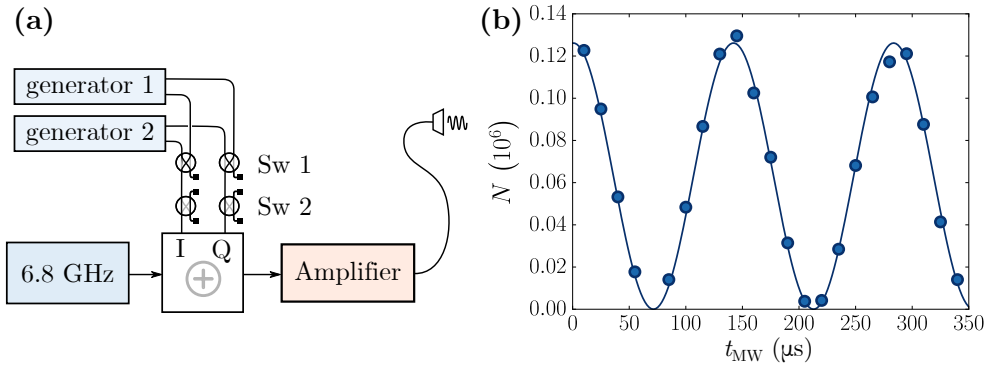 (a)
generator 1
generator 2
Sw 1
Sw 2
I Q
6.8 GHz
Amplifier
(b)
N (10⁶)
0.14
0.12
0.10
0.08
0.06
0.04
0.02
0.00
0 50 100 150 200 250 300 350
t_MW (µs)